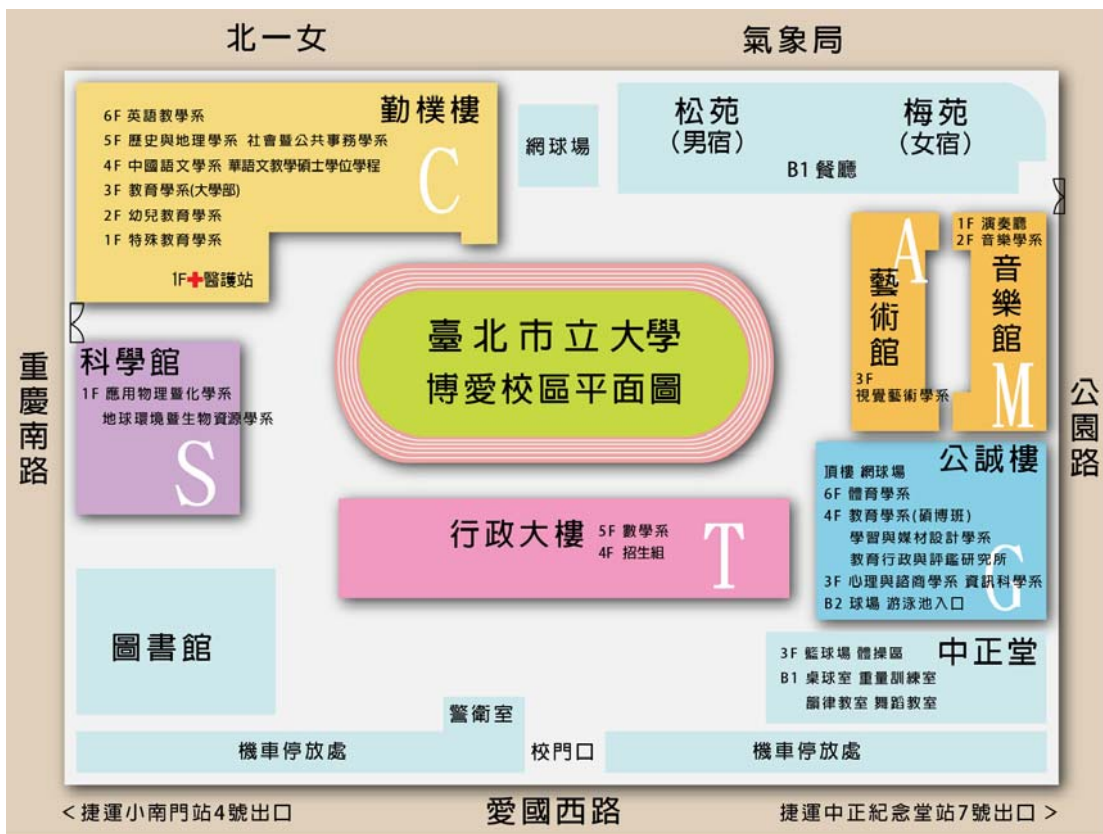 北一女
氣象局
勤樸樓
6F 英語教學系
5F 歷史與地理學系 社會暨公共事務學系
4F 中國語文學系 華語文教學碩士學位學程
3F 教育學系(大學部)
2F 幼兒教育學系
1F 特殊教育學系
1F 醫護站
C
網球場
松苑
(男宿)
梅苑
(女宿)
B1 餐廳
A
藝術館
3F
視覺藝術學系
1F 演奏廳
2F 音樂學系
音樂館
M
臺北市立大學
博愛校區平面圖
重慶南路
科學館
1F 應用物理暨化學系
地球環境暨生物資源學系
S
公園路
公誠樓
頂樓 網球場
6F 體育學系
4F 教育學系(碩博班)
學習與媒材設計學系
教育行政與評鑑研究所
3F 心理與諮商學系 資訊科學系
B2 球場 游泳池入口
G
行政大樓
5F 數學系
4F 招生組
T
圖書館
中正堂
3F 籃球場 體操區
B1 桌球室 重量訓練室
韻律教室 舞蹈教室
警衛室
機車停放處
校門口
機車停放處
<捷運小南門站4號出口
愛國西路
捷運中正紀念堂站7號出口>